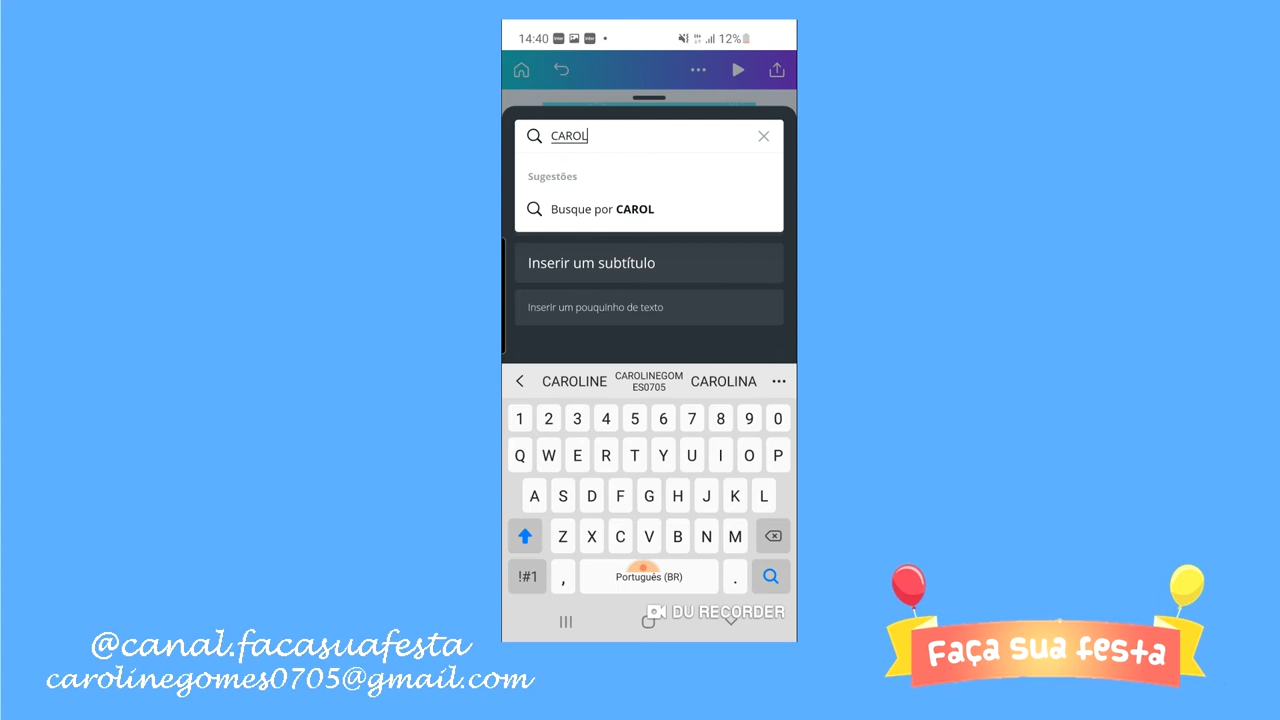 14:40 12%
CAROL
Sugestões
Busque por CAROL
Inserir um subtítulo
Inserir um pouquinho de texto
CAROLINE CAROLINEGOM CAROLINA
ES0705
1 2 3 4 5 6 7 8 9 0
Q W E R T Y U I O P
A S D F G H J K L
Z X C V B N M
!#1 , Português (BR) .
DU RECORDER
@canal.facasuafesta
carolinegomes0705@gmail.com
Faça sua festa